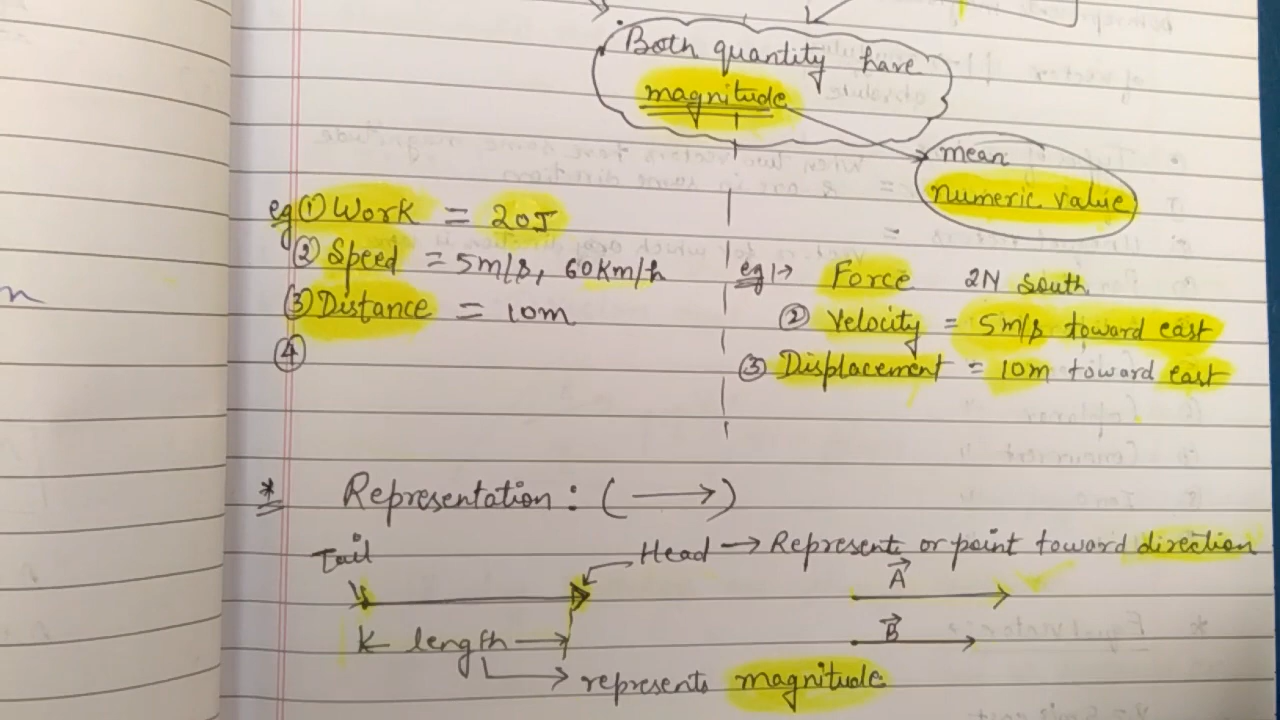 Both quantity have
magnitude
mean
numeric value
eg ① Work = 20J
② Speed = 5m/s, 60Km/h
③ Distance = 10m
④
eg 1→ Force 2N South
② Velocity = 5m/s toward east
③ Displacement = 10m toward east
* Representation : ( → )
Tail
Head → Represents or point toward direction
A
B
length
represents magnitude